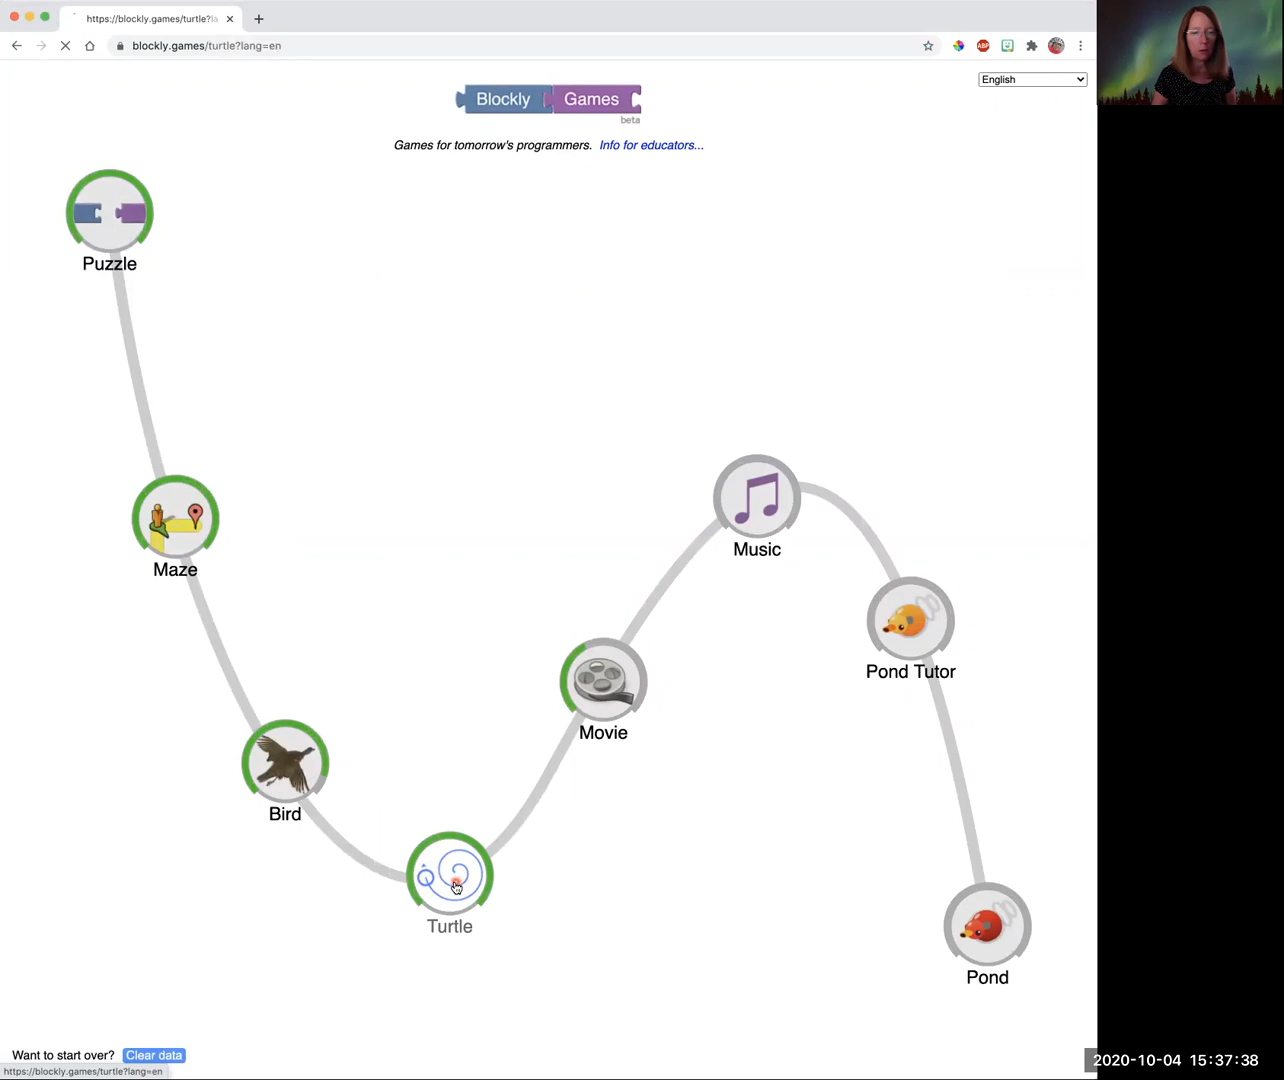 https://blockly.games/turtle?la
blockly.games/turtle?lang=en
ABP
English
Blockly Games
beta
Games for tomorrow's programmers. Info for educators...
Puzzle
Maze
Bird
Turtle
Movie
Music
Pond Tutor
Pond
Want to start over? Clear data
https://blockly.games/turtle?lang=en
2020-10-04 15:37:38